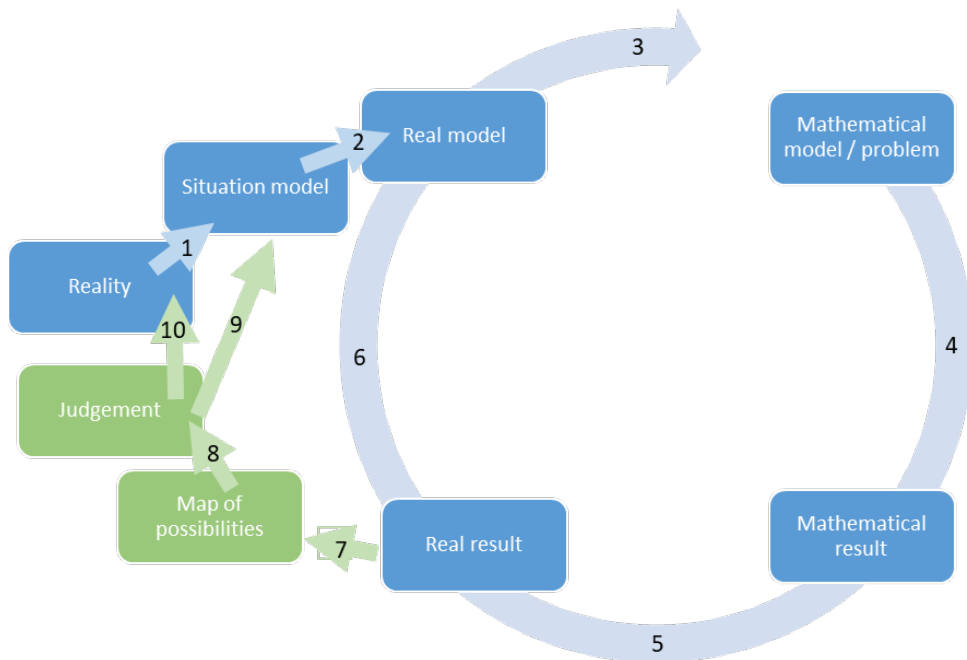 3
Real model
Mathematical
model / problem
2
Situation model
1
Reality
10
9
6
4
Judgement
8
Map of
possibilities
7
Real result
Mathematical
result
5